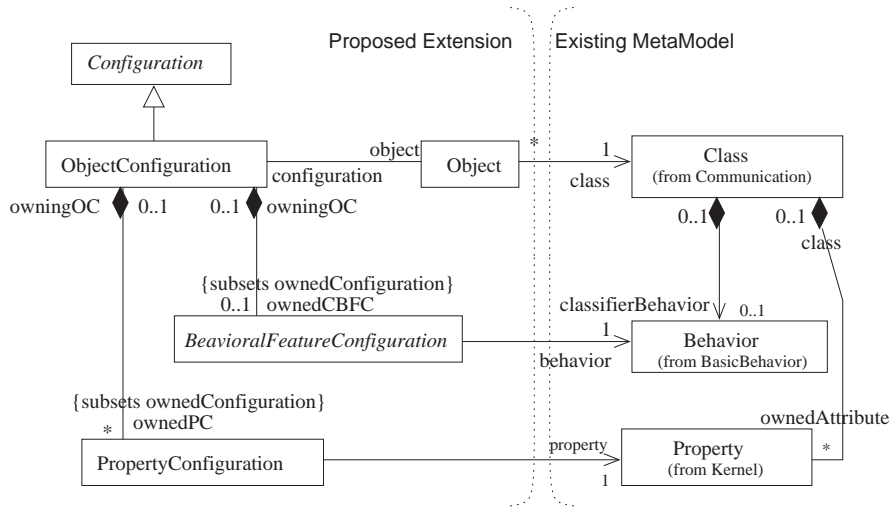 Proposed Extension
Existing MetaModel
Configuration
ObjectConfiguration
object
configuration
Object
*
1
class
Class
(from Communication)
owningOC
0..1
0..1
owningOC
0..1
0..1
class
{subsets ownedConfiguration}
0..1
ownedCBFC
classifierBehavior
0..1
BeavioralFeatureConfiguration
1
behavior
Behavior
(from BasicBehavior)
{subsets ownedConfiguration}
*
ownedPC
ownedAttribute
PropertyConfiguration
property
1
Property
(from Kernel)
*